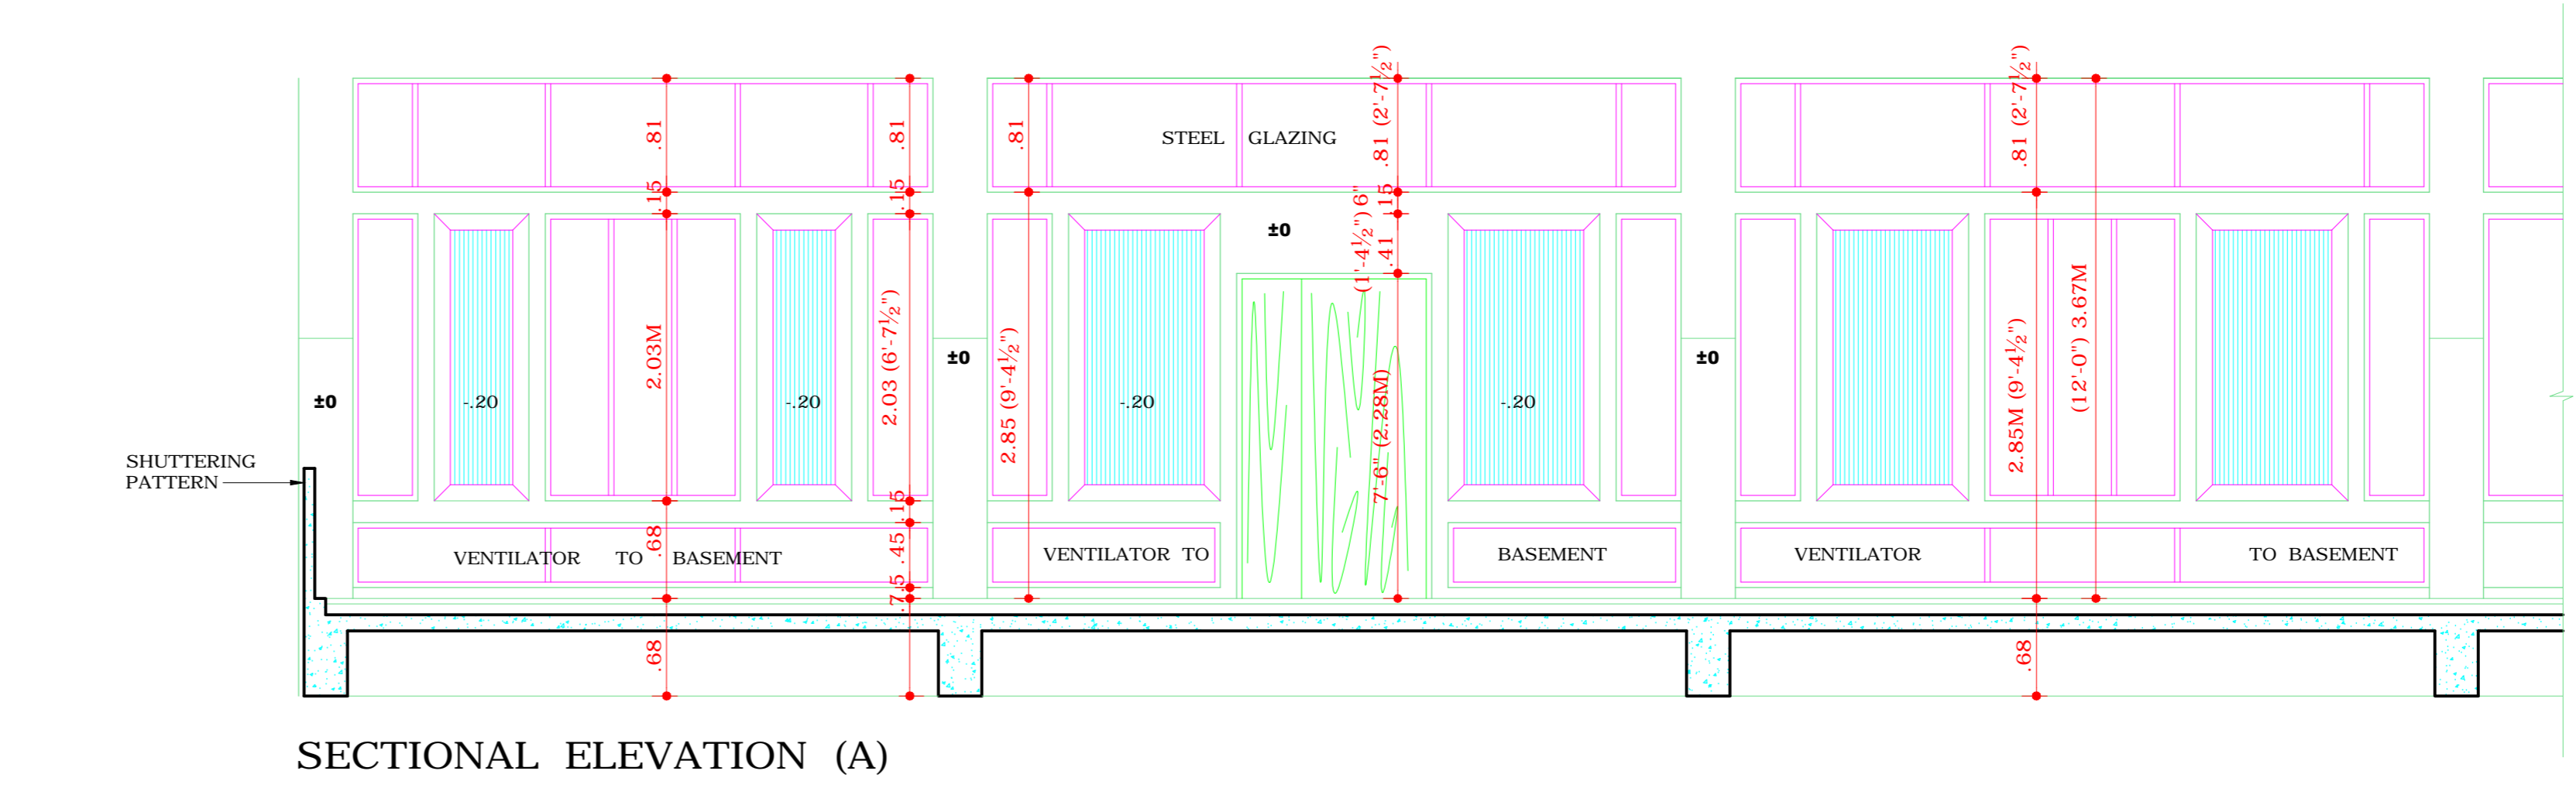 .81
.15
2.03M
.68
.68
.81
.15
2.03 (6'-7½")
.15
.45
.75
.81
2.85 (9'-4½")
STEEL GLAZING
.81 (2'-7½")
.15
6"
.41
(1'-4½")
7'-6" (2.28M)
.81 (2'-7½")
2.85M (9'-4½")
(12'-0") 3.67M
.68
±0
±0
±0
±0
-.20
-.20
-.20
-.20
SHUTTERING
PATTERN
VENTILATOR TO BASEMENT
VENTILATOR TO
BASEMENT
VENTILATOR
TO BASEMENT
SECTIONAL ELEVATION (A)